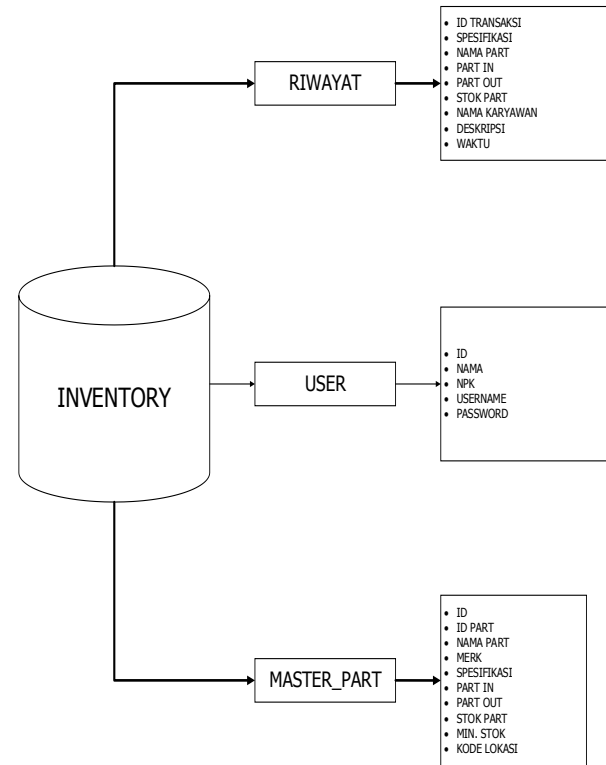 RIWAYAT
• ID TRANSAKSI
• SPESIFIKASI
• NAMA PART
• PART IN
• PART OUT
• STOK PART
• NAMA KARYAWAN
• DESKRIPSI
• WAKTU
INVENTORY
USER
• ID
• NAMA
• NPK
• USERNAME
• PASSWORD
MASTER_PART
• ID
• ID PART
• NAMA PART
• MERK
• SPESIFIKASI
• PART IN
• PART OUT
• STOK PART
• MIN. STOK
• KODE LOKASI